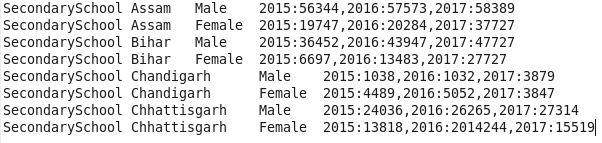 SecondarySchool Assam Male 2015:56344,2016:57573,2017:58389
SecondarySchool Assam Female 2015:19747,2016:20284,2017:37727
SecondarySchool Bihar Male 2015:36452,2016:43947,2017:47727
SecondarySchool Bihar Female 2015:6697,2016:13483,2017:27727
SecondarySchool Chandigarh Male 2015:1038,2016:1032,2017:3879
SecondarySchool Chandigarh Female 2015:4489,2016:5052,2017:3847
SecondarySchool Chhattisgarh Male 2015:24036,2016:26265,2017:27314
SecondarySchool Chhattisgarh Female 2015:13818,2016:2014244,2017:15519